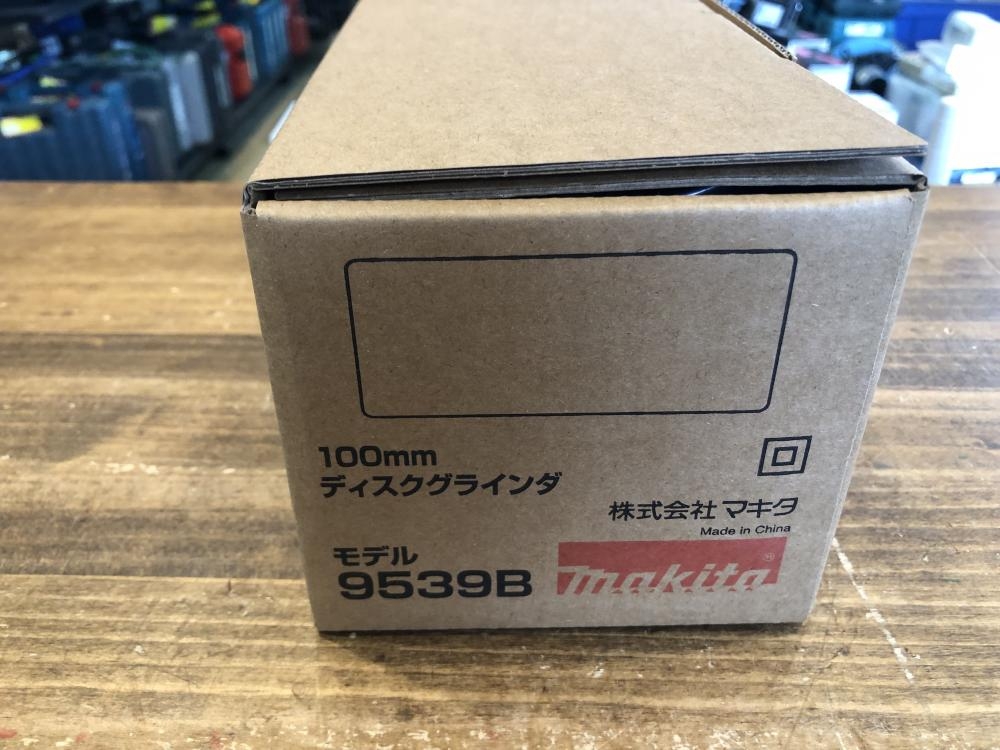 100mm
ディスクグラインダ
株式会社マキタ
Made in China
モデル
9539B
makita®